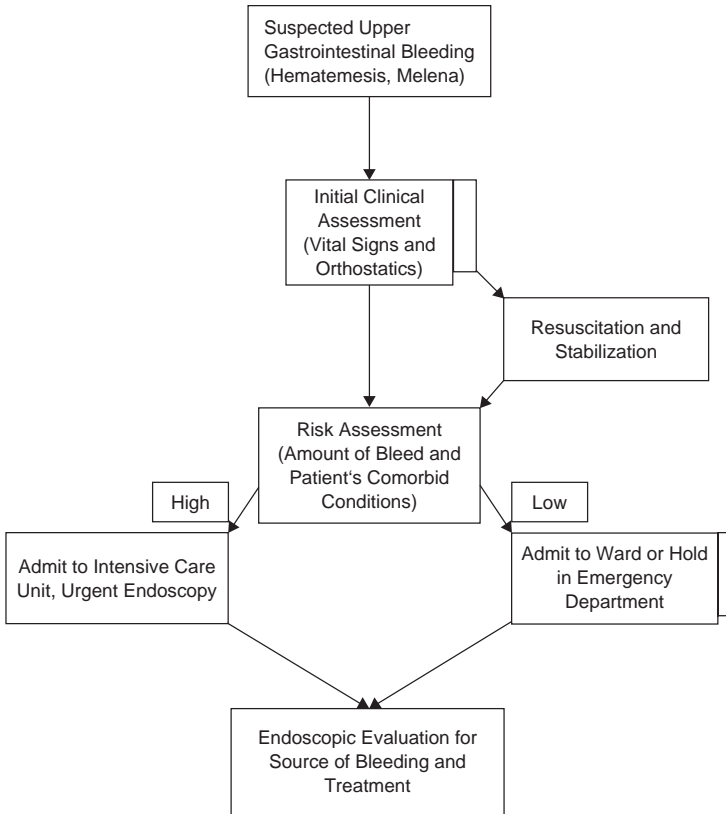 Suspected Upper
Gastrointestinal Bleeding
(Hematemesis, Melena)
Initial Clinical
Assessment
(Vital Signs and
Orthostatics)
Resuscitation and
Stabilization
Risk Assessment
(Amount of Bleed and
Patient‘s Comorbid
Conditions)
High
Low
Admit to Intensive Care
Unit, Urgent Endoscopy
Admit to Ward or Hold
in Emergency
Department
Endoscopic Evaluation for
Source of Bleeding and
Treatment